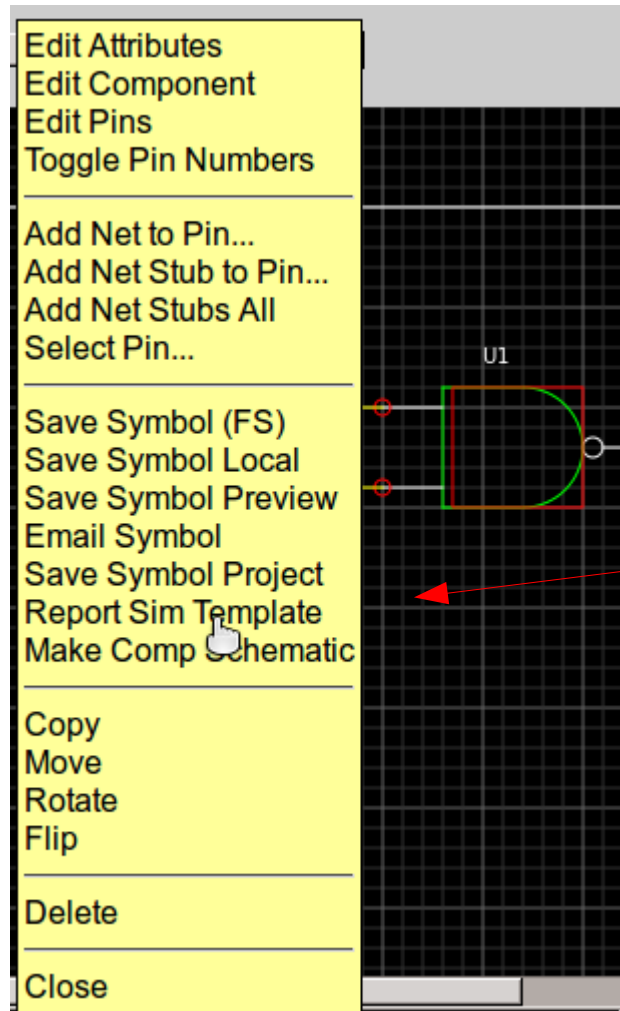 Edit Attributes
Edit Component
Edit Pins
Toggle Pin Numbers
Add Net to Pin...
Add Net Stub to Pin...
Add Net Stubs All
Select Pin...
U1
Save Symbol (FS)
Save Symbol Local
Save Symbol Preview
Email Symbol
Save Symbol Project
Report Sim Template
Make Comp Schematic
Copy
Move
Rotate
Flip
Delete
Close